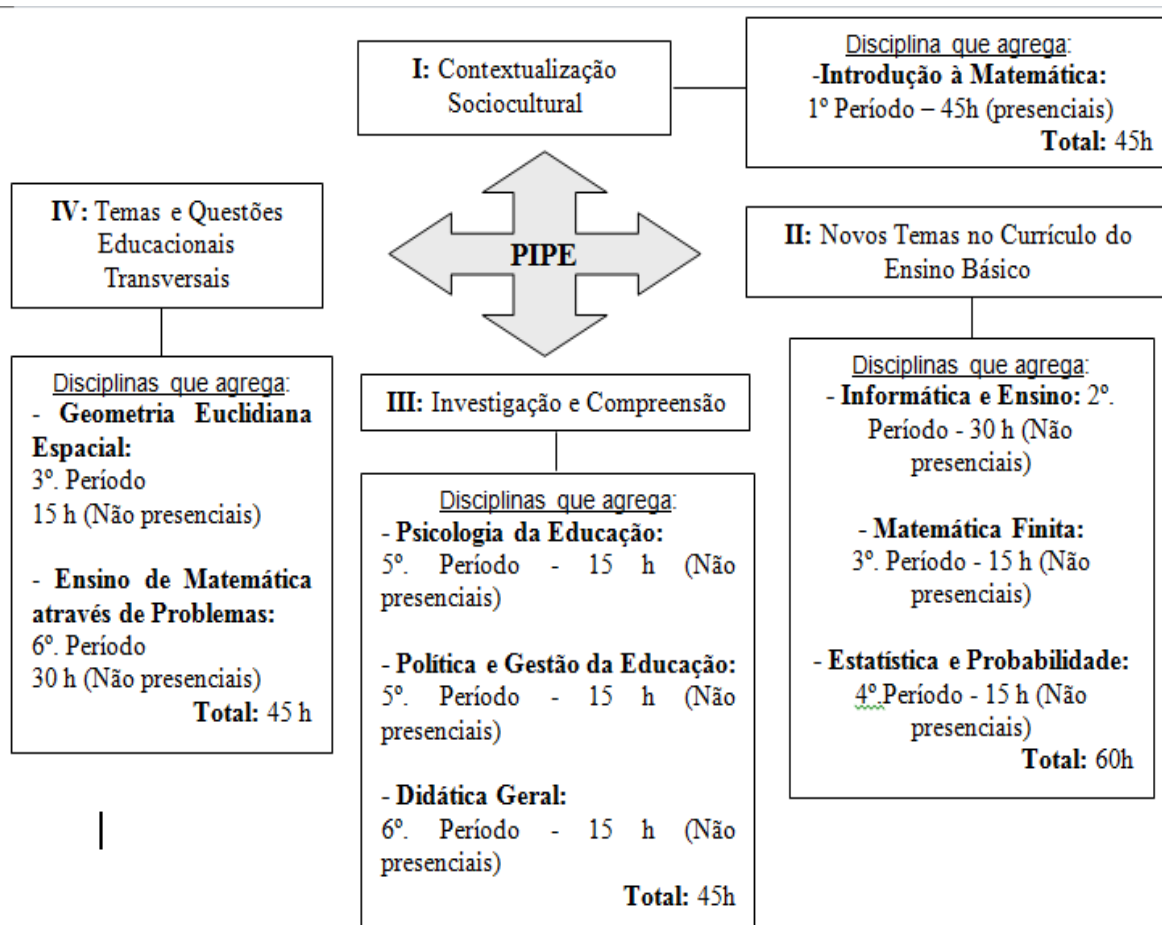 I: Contextualização
Sociocultural
Disciplina que agrega:
-Introdução à Matemática:
1º Período – 45h (presenciais)
Total: 45h
PIPE
IV: Temas e Questões
Educacionais
Transversais
II: Novos Temas no Currículo do
Ensino Básico
Disciplinas que agrega:
- Geometria Euclidiana
Espacial:
3º. Período
15 h (Não presenciais)
- Ensino de Matemática
através de Problemas:
6º. Período
30 h (Não presenciais)
Total: 45 h
III: Investigação e Compreensão
Disciplinas que agrega:
- Psicologia da Educação:
5º. Período - 15 h (Não
presenciais)
- Política e Gestão da Educação:
5º. Período - 15 h (Não
presenciais)
- Didática Geral:
6º. Período - 15 h (Não
presenciais)
Total: 45h
Disciplinas que agrega:
- Informática e Ensino: 2º.
Período - 30 h (Não
presenciais)
- Matemática Finita:
3º. Período - 15 h (Não
presenciais)
- Estatística e Probabilidade:
4º.Período - 15 h (Não
presenciais)
Total: 60h